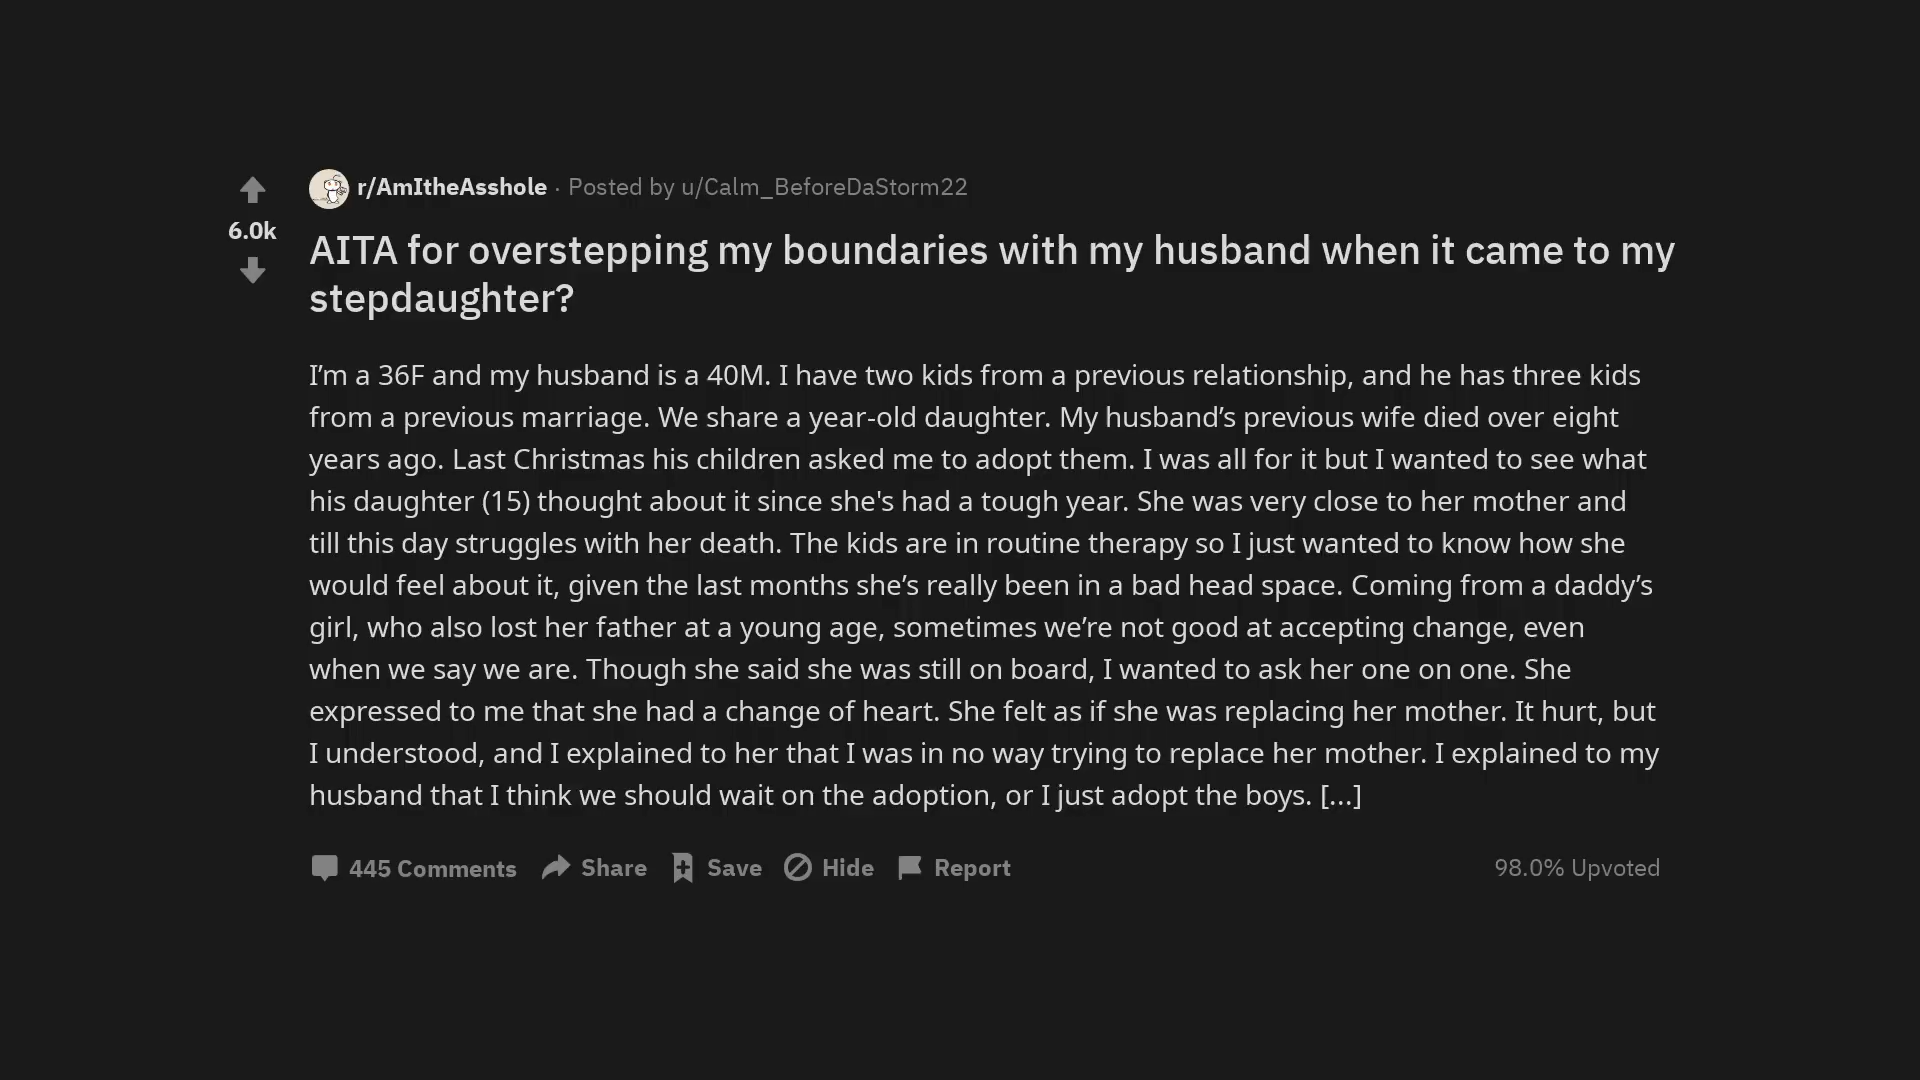 r/AmItheAsshole · Posted by u/Calm_BeforeDaStorm22
6.0k
AITA for overstepping my boundaries with my husband when it came to my
stepdaughter?
I’m a 36F and my husband is a 40M. I have two kids from a previous relationship, and he has three kids
from a previous marriage. We share a year-old daughter. My husband’s previous wife died over eight
years ago. Last Christmas his children asked me to adopt them. I was all for it but I wanted to see what
his daughter (15) thought about it since she's had a tough year. She was very close to her mother and
till this day struggles with her death. The kids are in routine therapy so I just wanted to know how she
would feel about it, given the last months she’s really been in a bad head space. Coming from a daddy’s
girl, who also lost her father at a young age, sometimes we’re not good at accepting change, even
when we say we are. Though she said she was still on board, I wanted to ask her one on one. She
expressed to me that she had a change of heart. She felt as if she was replacing her mother. It hurt, but
I understood, and I explained to her that I was in no way trying to replace her mother. I explained to my
husband that I think we should wait on the adoption, or I just adopt the boys. [...]
445 Comments Share Save Hide Report 98.0% Upvoted